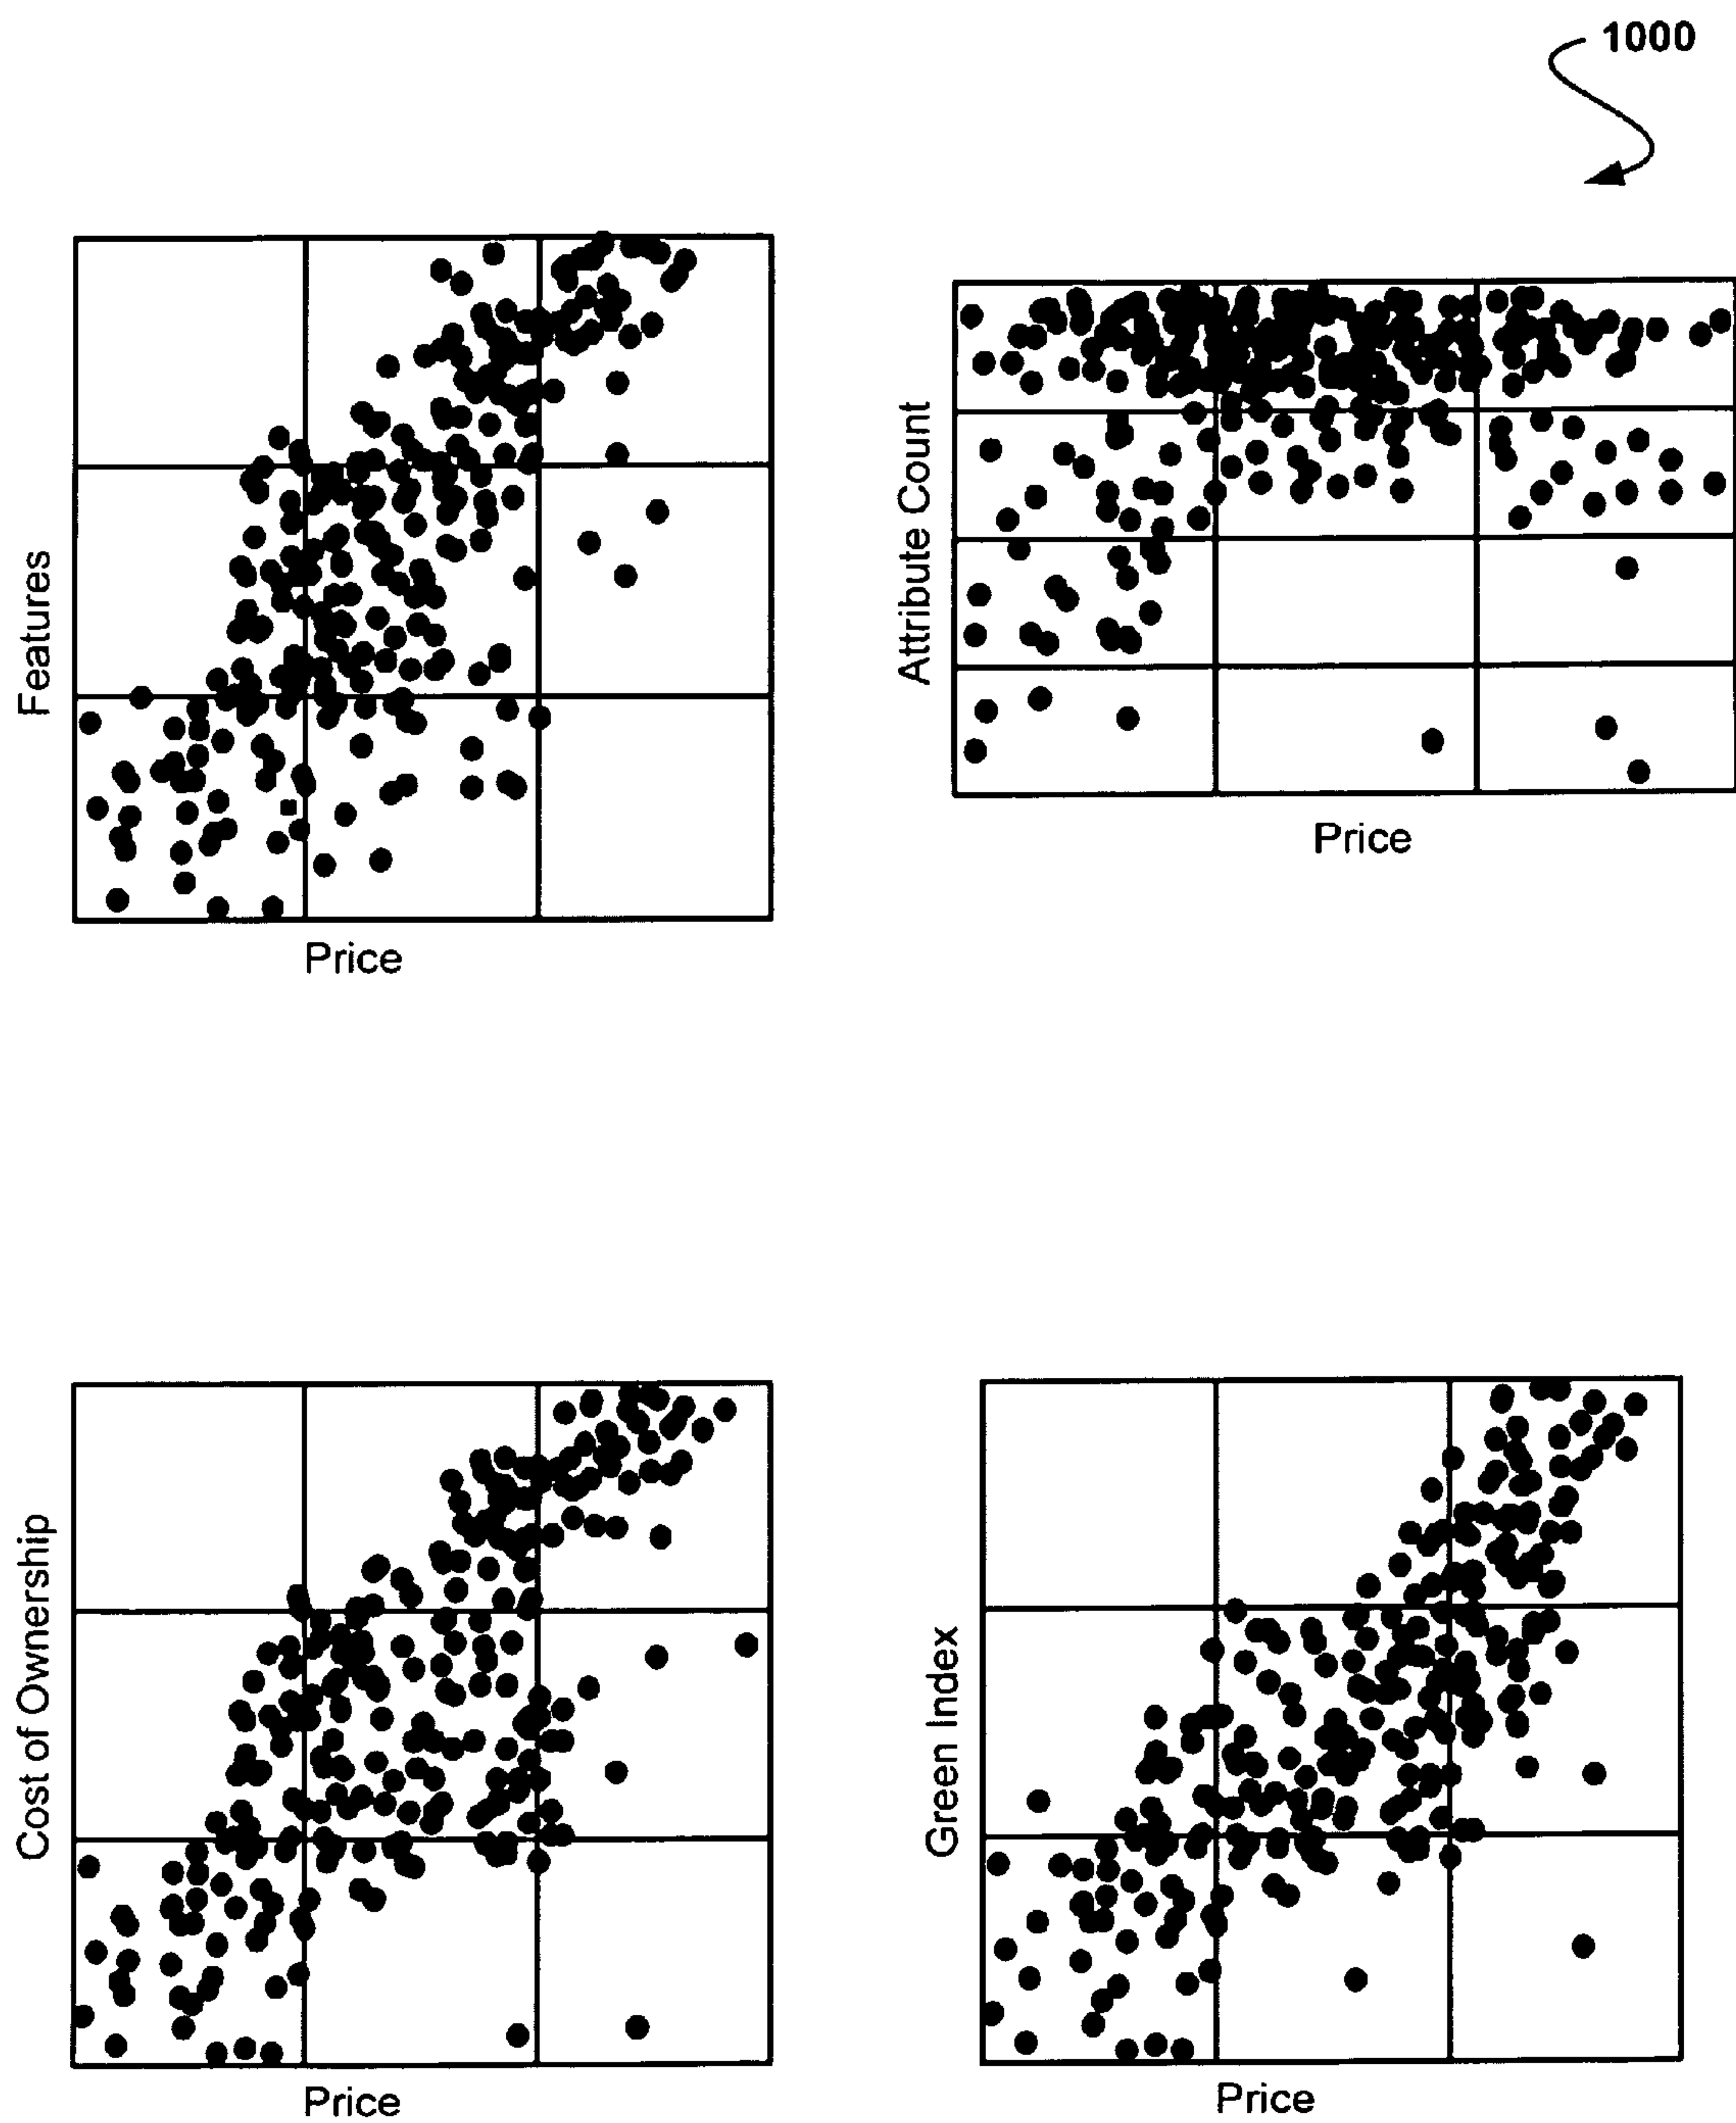 1000
Features
Price
Attribute Count
Price
Cost of Ownership
Price
Green Index
Price